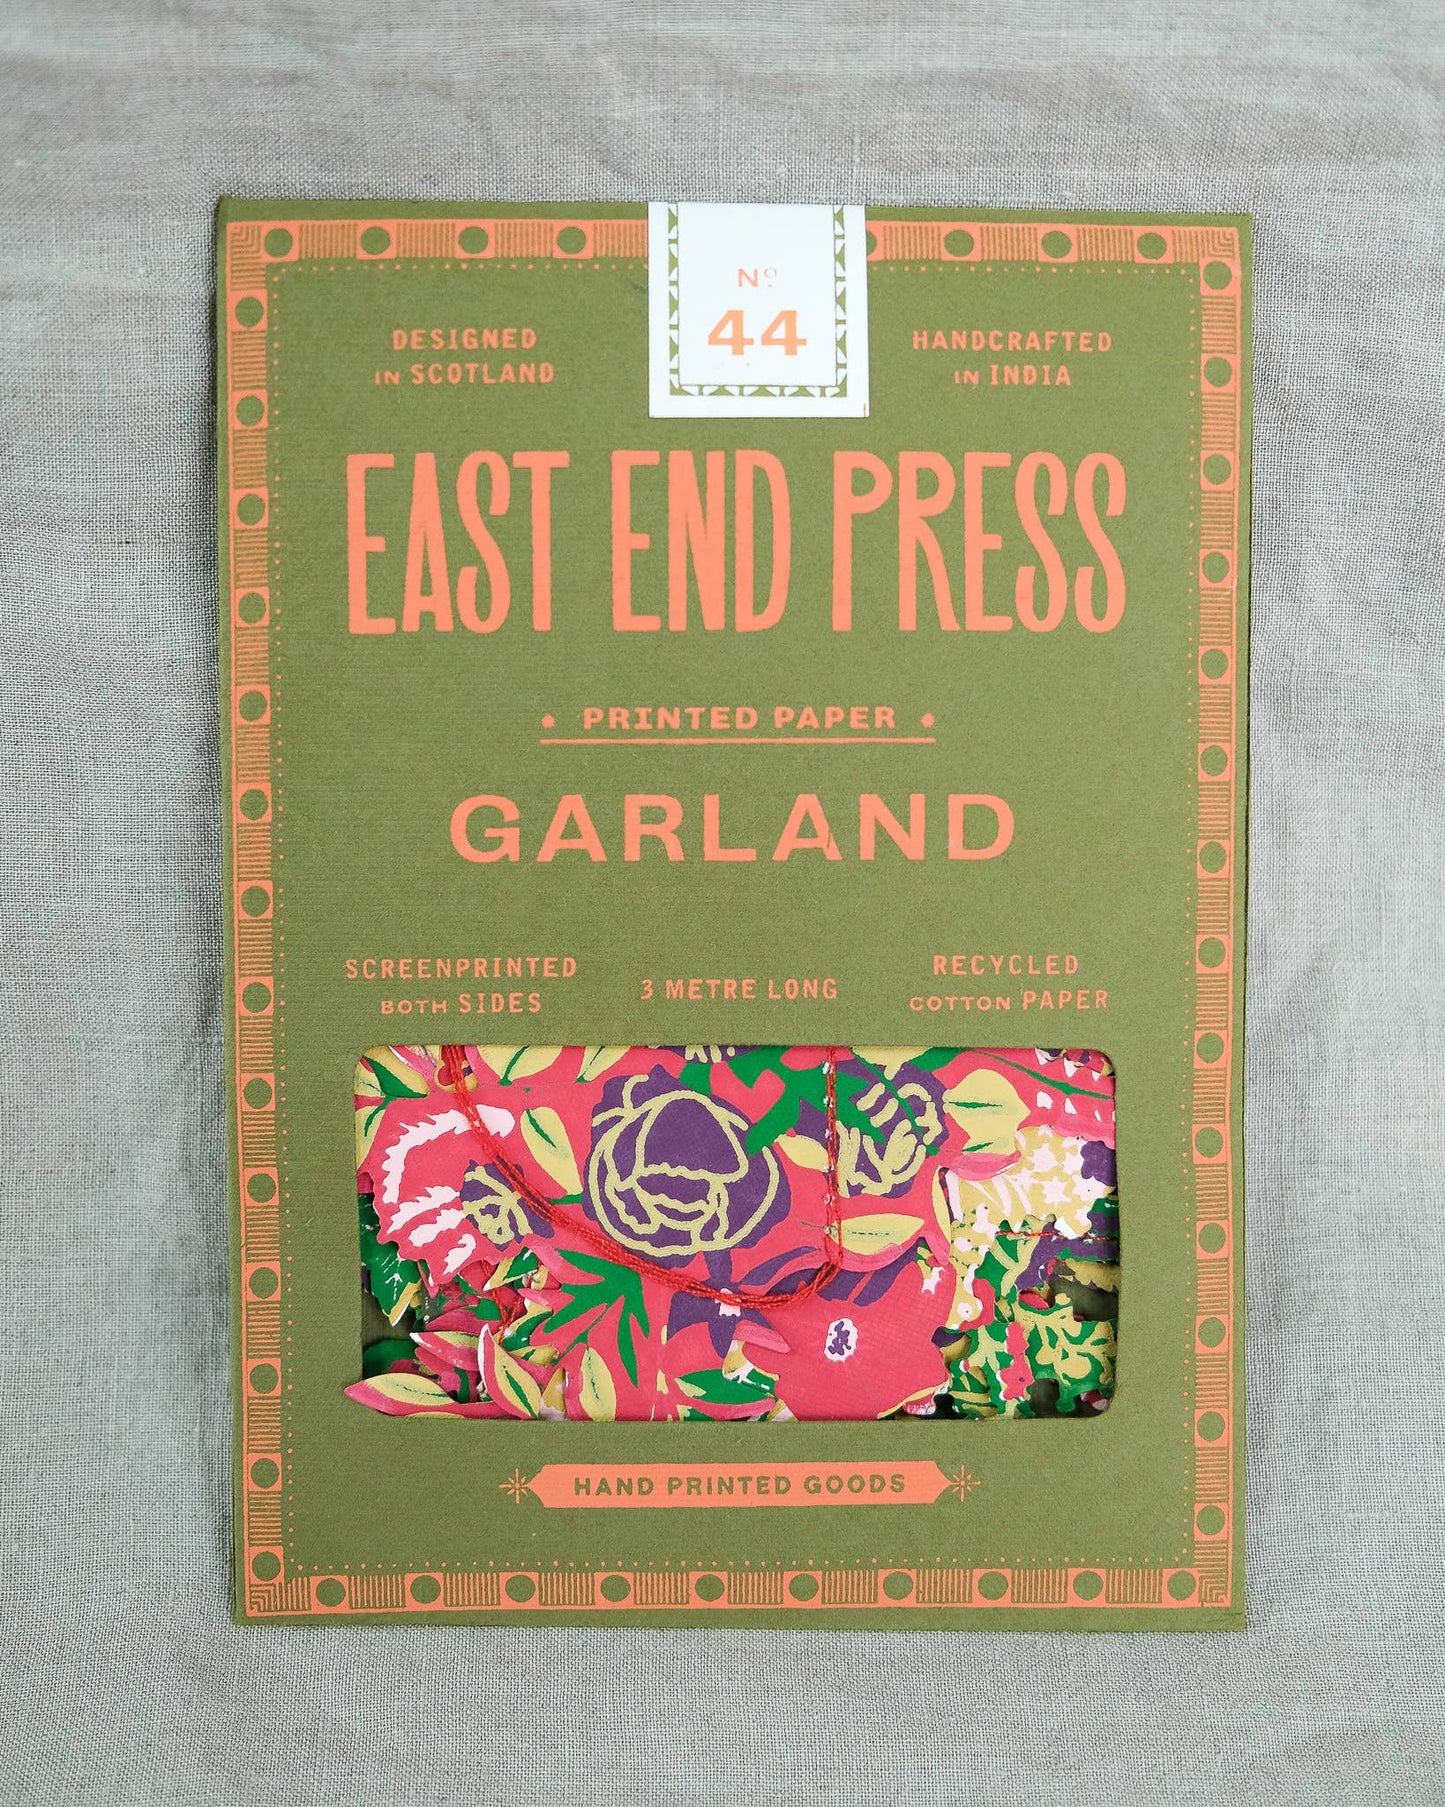 Nº
44
DESIGNED
IN SCOTLAND
HANDCRAFTED
IN INDIA
EAST END PRESS
PRINTED PAPER
GARLAND
SCREENPRINTED
BOTH SIDES
3 METRE LONG
RECYCLED
COTTON PAPER
HAND PRINTED GOODS